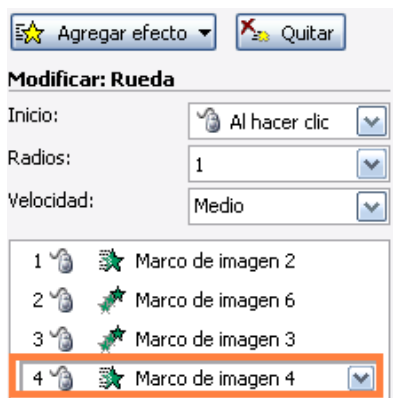 Agregar efecto Quitar
Modificar: Rueda
Inicio: Al hacer clic
Radios: 1
Velocidad: Medio
1 Marco de imagen 2
2 Marco de imagen 6
3 Marco de imagen 3
4 Marco de imagen 4